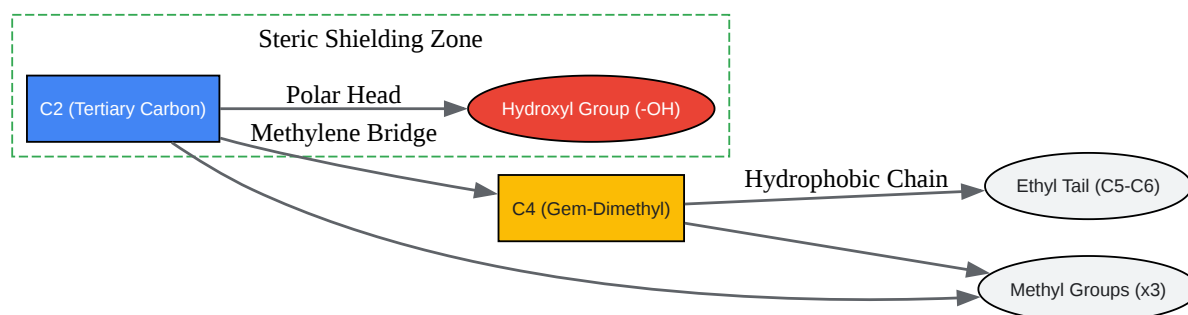 Steric Shielding Zone
C2 (Tertiary Carbon)
Polar Head
Hydroxyl Group (-OH)
Methylene Bridge
C4 (Gem-Dimethyl)
Hydrophobic Chain
Ethyl Tail (C5-C6)
Methyl Groups (x3)